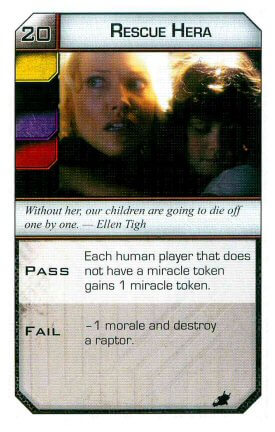 20 RESCUE HERA
Without her, our children are going to die off
one by one. — Ellen Tigh
PASS
Each human player that does
not have a miracle token
gains 1 miracle token.
FAIL
-1 morale and destroy
a raptor.